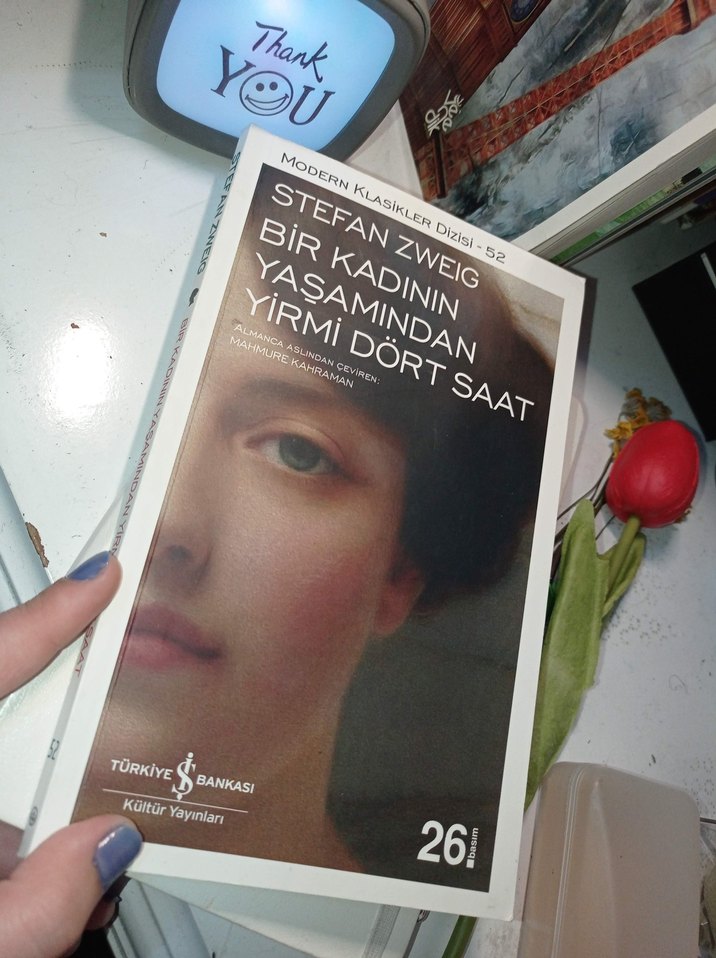 Thank
YOU
MODERN KLASİKLER DİZİSİ - 52
STEFAN ZWEIG
BİR KADININ
YAŞAMINDAN
YİRMİ DÖRT SAAT
ALMANCA ASLINDAN ÇEVİREN:
MAHMURE KAHRAMAN
TÜRKİYE İŞ BANKASI
Kültür Yayınları
26.basım
STEFAN ZWEIG BİR KADININ YAŞAMINDAN YİRM SAAT
52